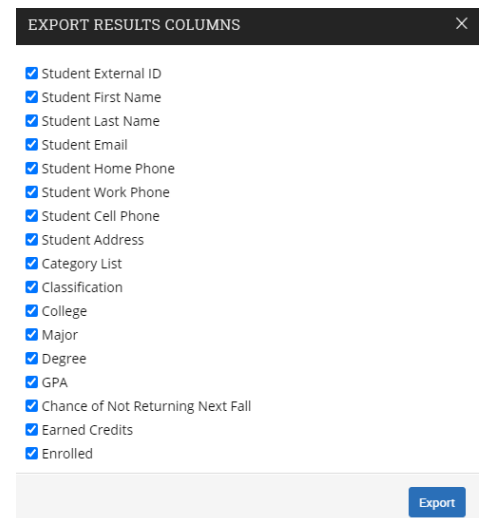 EXPORT RESULTS COLUMNS
Student External ID
Student First Name
Student Last Name
Student Email
Student Home Phone
Student Work Phone
Student Cell Phone
Student Address
Category List
Classification
College
Major
Degree
GPA
Chance of Not Returning Next Fall
Earned Credits
Enrolled
Export